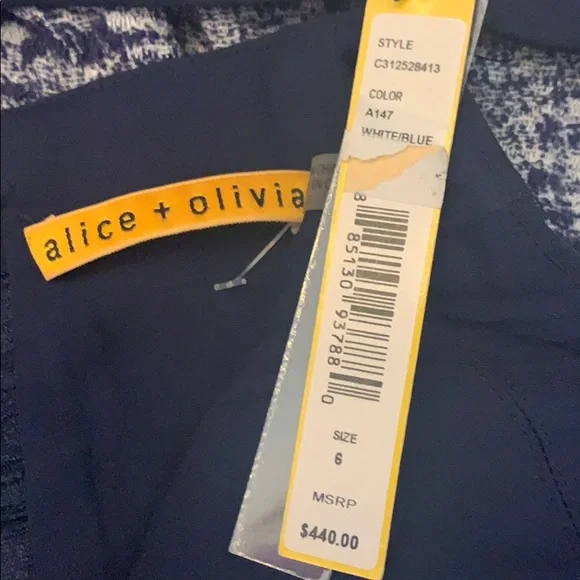 alice + olivia
STYLE
C312528413
COLOR
A147
WHITE/BLUE
8 85130 93788 0
SIZE
6
MSRP
$440.00